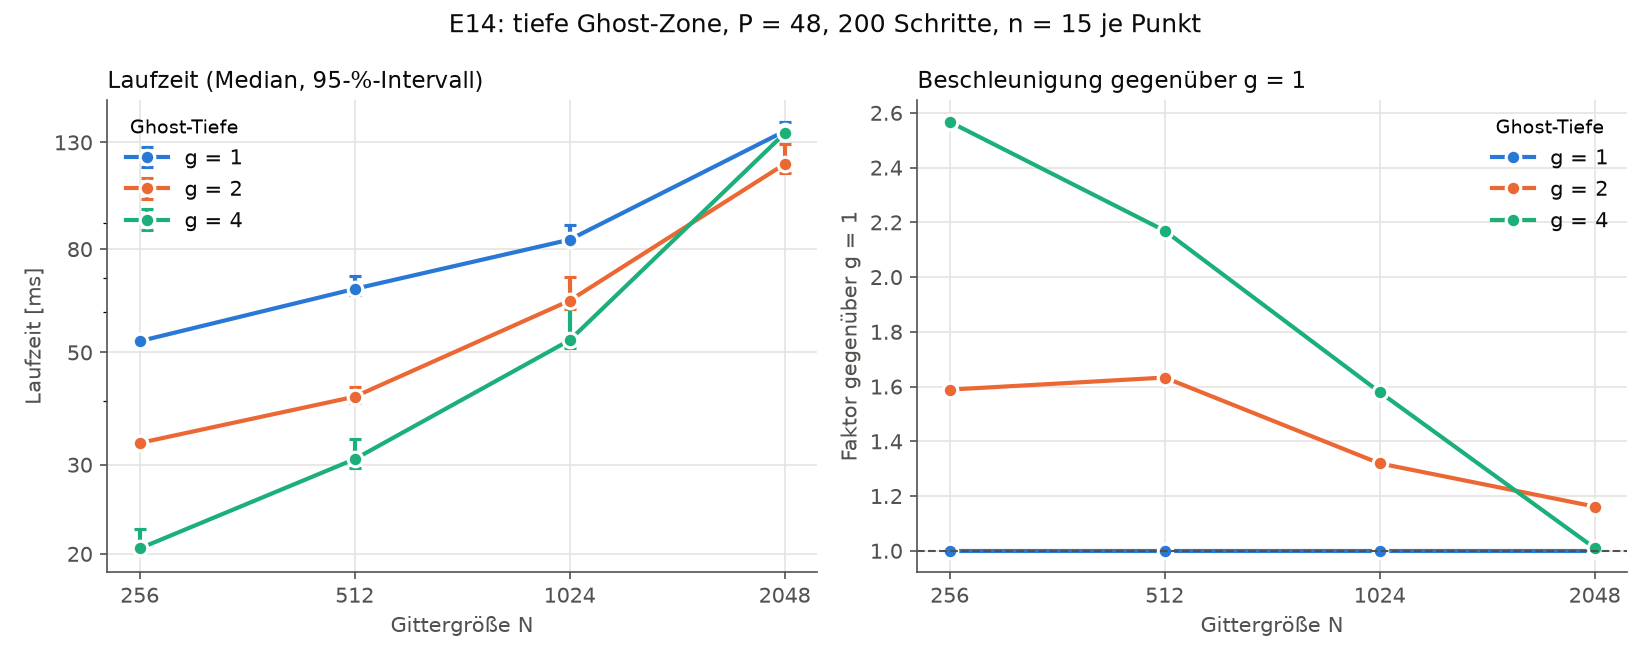 E14: tiefe Ghost-Zone, P = 48, 200 Schritte, n = 15 je Punkt
Laufzeit (Median, 95-%-Intervall)
Laufzeit [ms]
130
80
50
30
20
Ghost-Tiefe
g = 1
g = 2
g = 4
256
512
1024
2048
Gittergröße N
Beschleunigung gegenüber g = 1
Faktor gegenüber g = 1
2.6
2.4
2.2
2.0
1.8
1.6
1.4
1.2
1.0
Ghost-Tiefe
g = 1
g = 2
g = 4
256
512
1024
2048
Gittergröße N